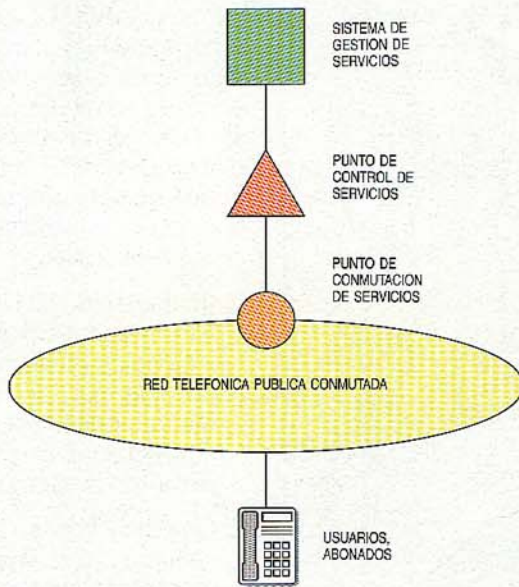 SISTEMA DE
GESTION DE
SERVICIOS
PUNTO DE
CONTROL DE
SERVICIOS
PUNTO DE
CONMUTACION
DE SERVICIOS
RED TELEFONICA PUBLICA CONMUTADA
USUARIOS,
ABONADOS